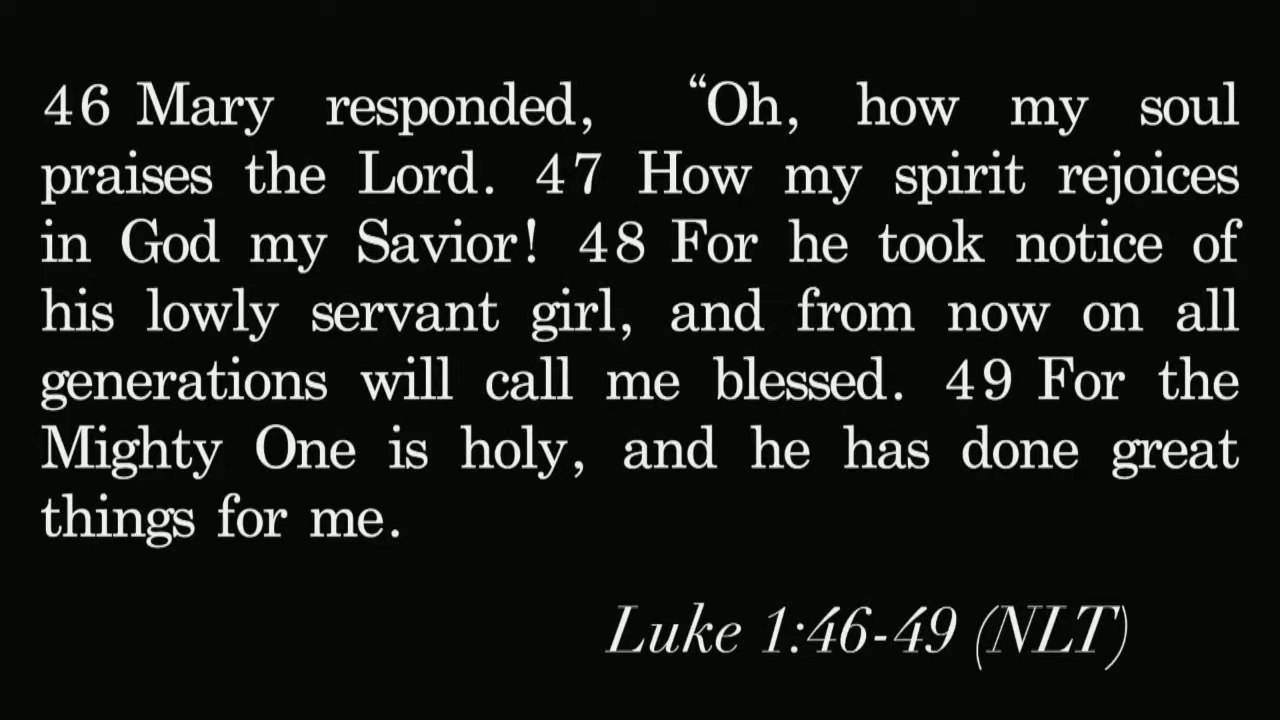 46 Mary responded, “Oh, how my soul
praises the Lord. 47 How my spirit rejoices
in God my Savior! 48 For he took notice of
his lowly servant girl, and from now on all
generations will call me blessed. 49 For the
Mighty One is holy, and he has done great
things for me.
Luke 1:46-49 (NLT)